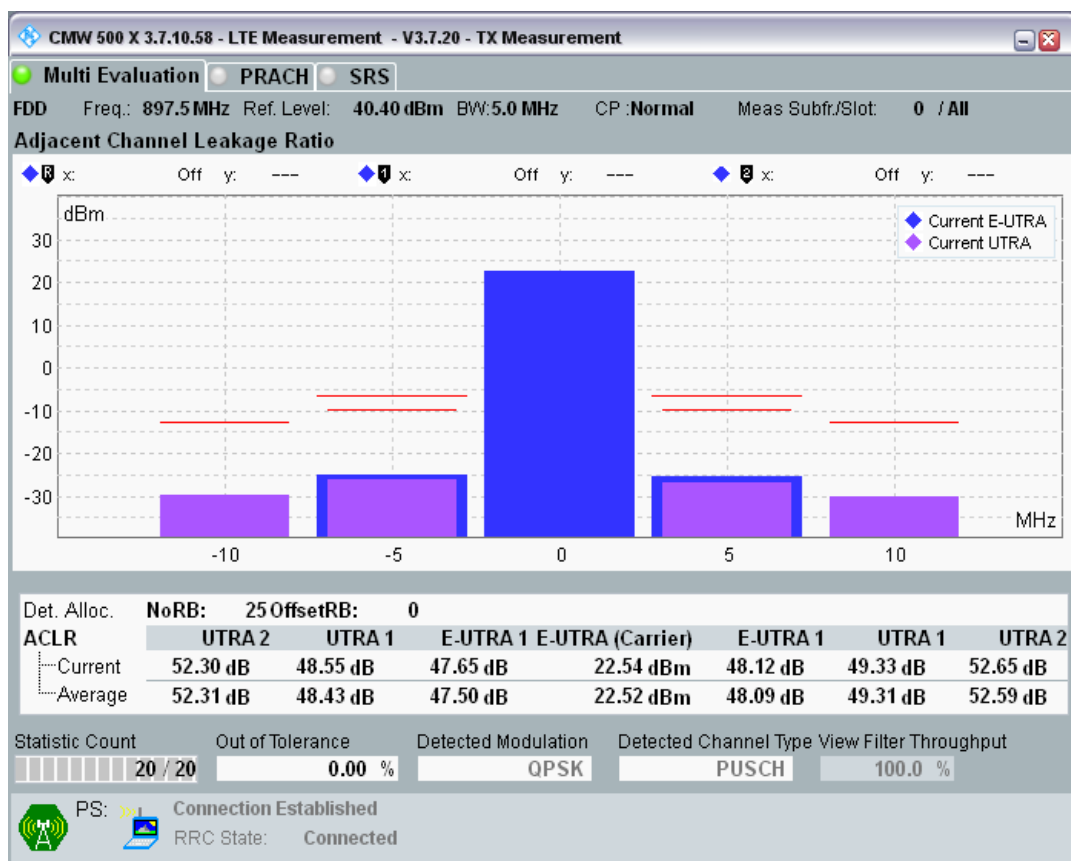 CMW 500 X 3.7.10.58 - LTE Measurement - V3.7.20 - TX Measurement
Multi Evaluation PRACH SRS
FDD Freq.: 897.5 MHz Ref. Level: 40.40 dBm BW:5.0 MHz CP :Normal Meas Subfr./Slot: 0 / All
Adjacent Channel Leakage Ratio
R x: Off y: --- 1 x: Off y: --- 2 x: Off y: ---
dBm
Current E-UTRA
Current UTRA
30
20
10
0
-10
-20
-30
MHz
-10 -5 0 5 10
Det. Alloc. NoRB: 25 OffsetRB: 0
ACLR UTRA 2 UTRA 1 E-UTRA 1 E-UTRA (Carrier) E-UTRA 1 UTRA 1 UTRA 2
Current 52.30 dB 48.55 dB 47.65 dB 22.54 dBm 48.12 dB 49.33 dB 52.65 dB
Average 52.31 dB 48.43 dB 47.50 dB 22.52 dBm 48.09 dB 49.31 dB 52.59 dB
Statistic Count Out of Tolerance Detected Modulation Detected Channel Type View Filter Throughput
20 / 20 0.00 % QPSK PUSCH 100.0 %
PS: Connection Established
RRC State: Connected